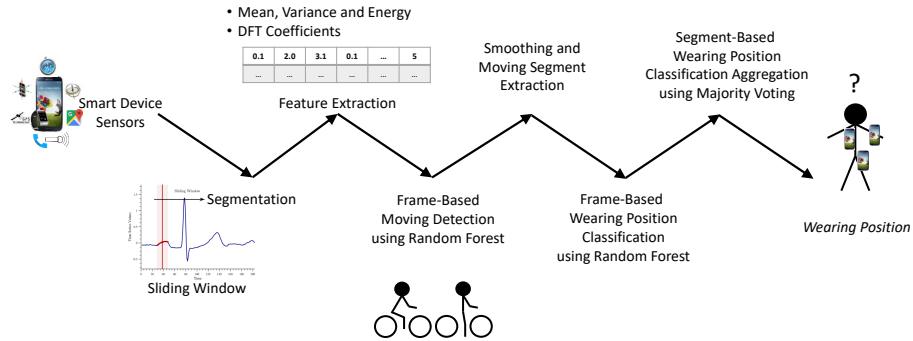 • Mean, Variance and Energy
• DFT Coefficients
0.1 2.0 3.1 0.1 ... 5
... ... ... ... ... ...
Feature Extraction
Smart Device
Sensors
Sliding Window
Segmentation
Time
Sliding Window
Frame-Based
Moving Detection
using Random Forest
Smoothing and
Moving Segment
Extraction
Frame-Based
Wearing Position
Classification
using Random Forest
Segment-Based
Wearing Position
Classification Aggregation
using Majority Voting
?
Wearing Position